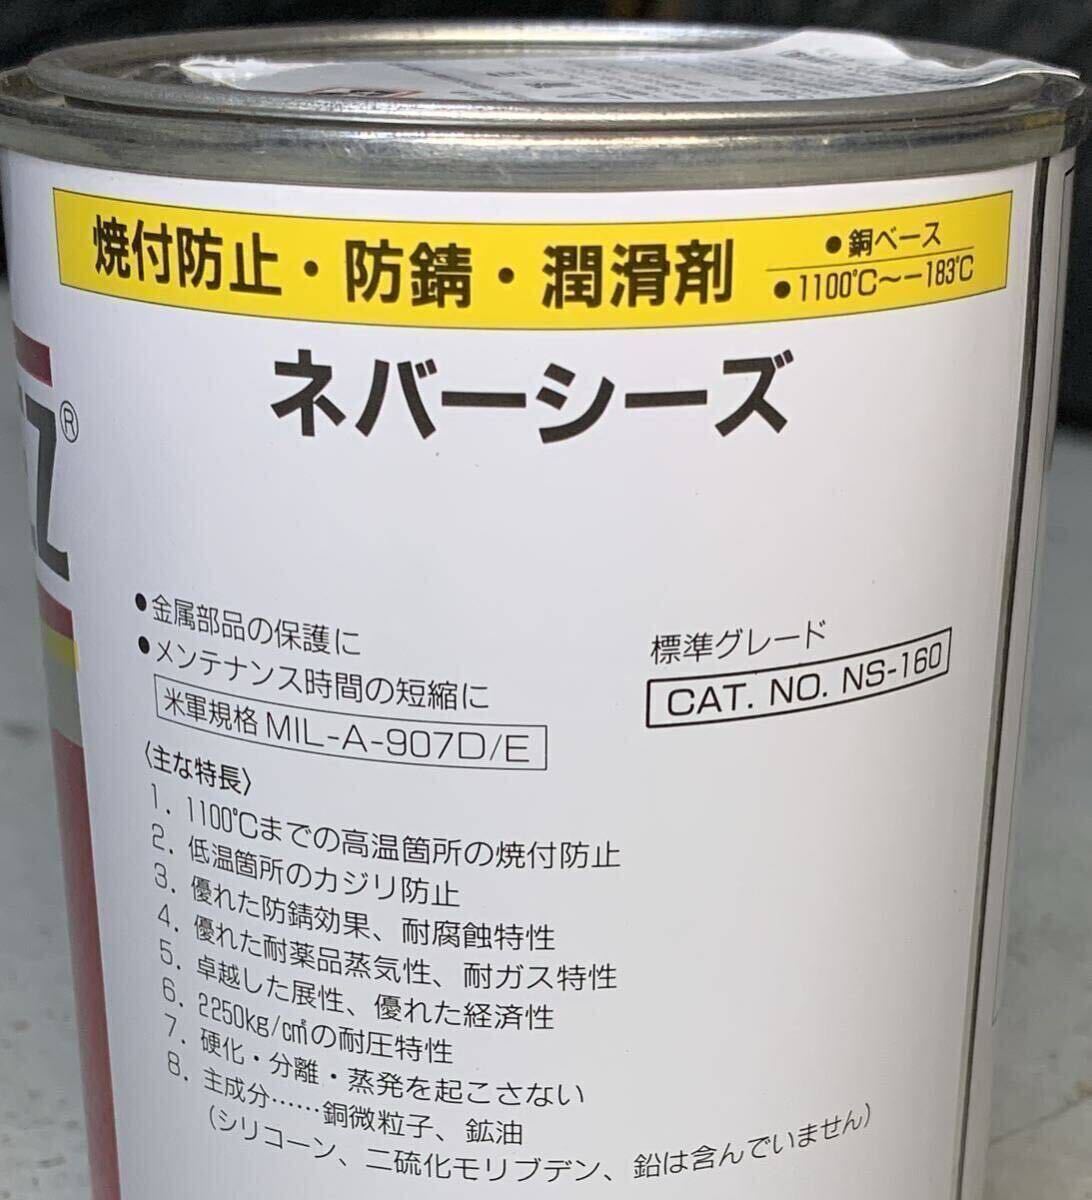 焼付防止・防錆・潤滑剤
●銅ベース
●1100℃～－183℃
ネバーシーズ
Z®
●金属部品の保護に
●メンテナンス時間の短縮に
米軍規格 MIL-A-907D/E
標準グレード
CAT. NO. NS-160
〈主な特長〉
1. 1100℃までの高温箇所の焼付防止
2. 低温箇所のカジリ防止
3. 優れた防錆効果、耐腐蝕特性
4. 優れた耐薬品蒸気性、耐ガス特性
5. 卓越した展性、優れた経済性
6. 2250kg/c㎡の耐圧特性
7. 硬化・分離・蒸発を起こさない
8. 主成分……銅微粒子、鉱油
(シリコーン、二硫化モリブデン、鉛は含んでいません)